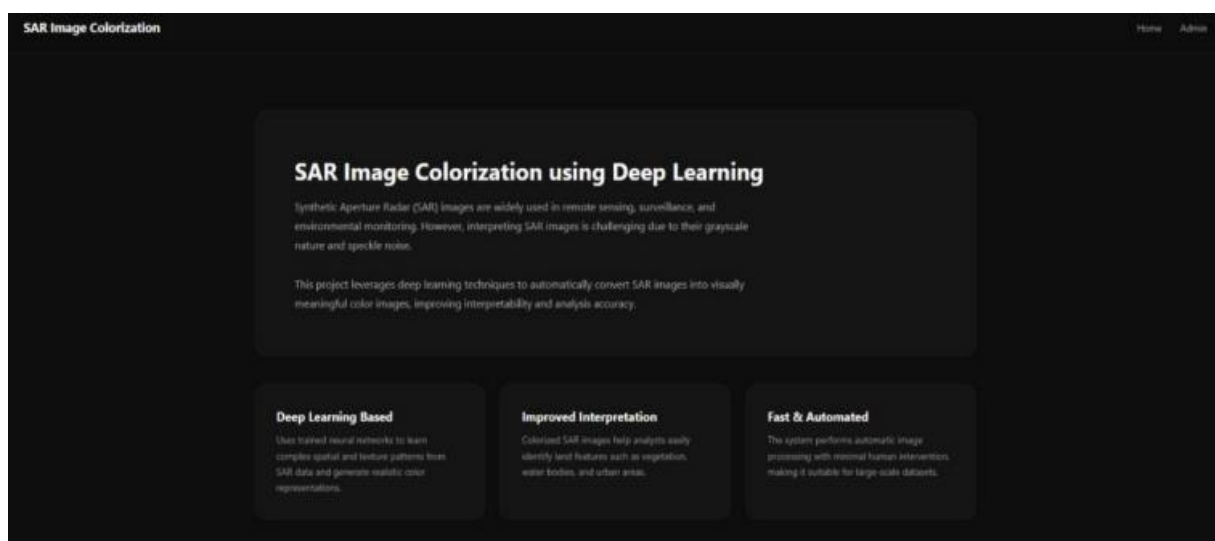 SAR Image Colorization
Home Admin
SAR Image Colorization using Deep Learning
Synthetic Aperture Radar (SAR) images are widely used in remote sensing, surveillance, and
environmental monitoring. However, interpreting SAR images is challenging due to their grayscale
nature and speckle noise.
This project leverages deep learning techniques to automatically convert SAR images into visually
meaningful color images, improving interpretability and analysis accuracy.
Deep Learning Based
Uses trained neural networks to learn
complex spatial and texture patterns from
SAR data and generate realistic color
representations.
Improved Interpretation
Colorized SAR images help analysts easily
identify land features such as vegetation,
water bodies, and urban areas.
Fast & Automated
The system performs automatic image
processing with minimal human intervention,
making it suitable for large-scale datasets.